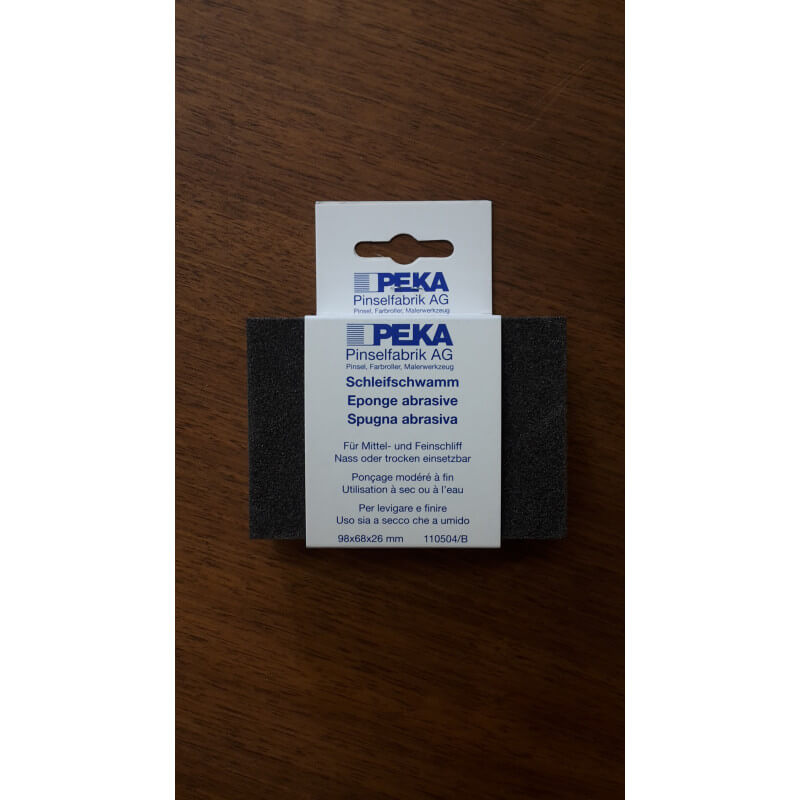 PEKA
Pinselfabrik AG
Pinsel, Farbroller, Malerwerkzeug
PEKA
Pinselfabrik AG
Pinsel, Farbroller, Malerwerkzeug
Schleifschwamm
Eponge abrasive
Spugna abrasiva
Für Mittel- und Feinschliff
Nass oder trocken einsetzbar
Ponçage modéré à fin
Utilisation à sec ou à l'eau
Per levigare e finire
Uso sia a secco che a umido
98x68x26 mm 110504/B